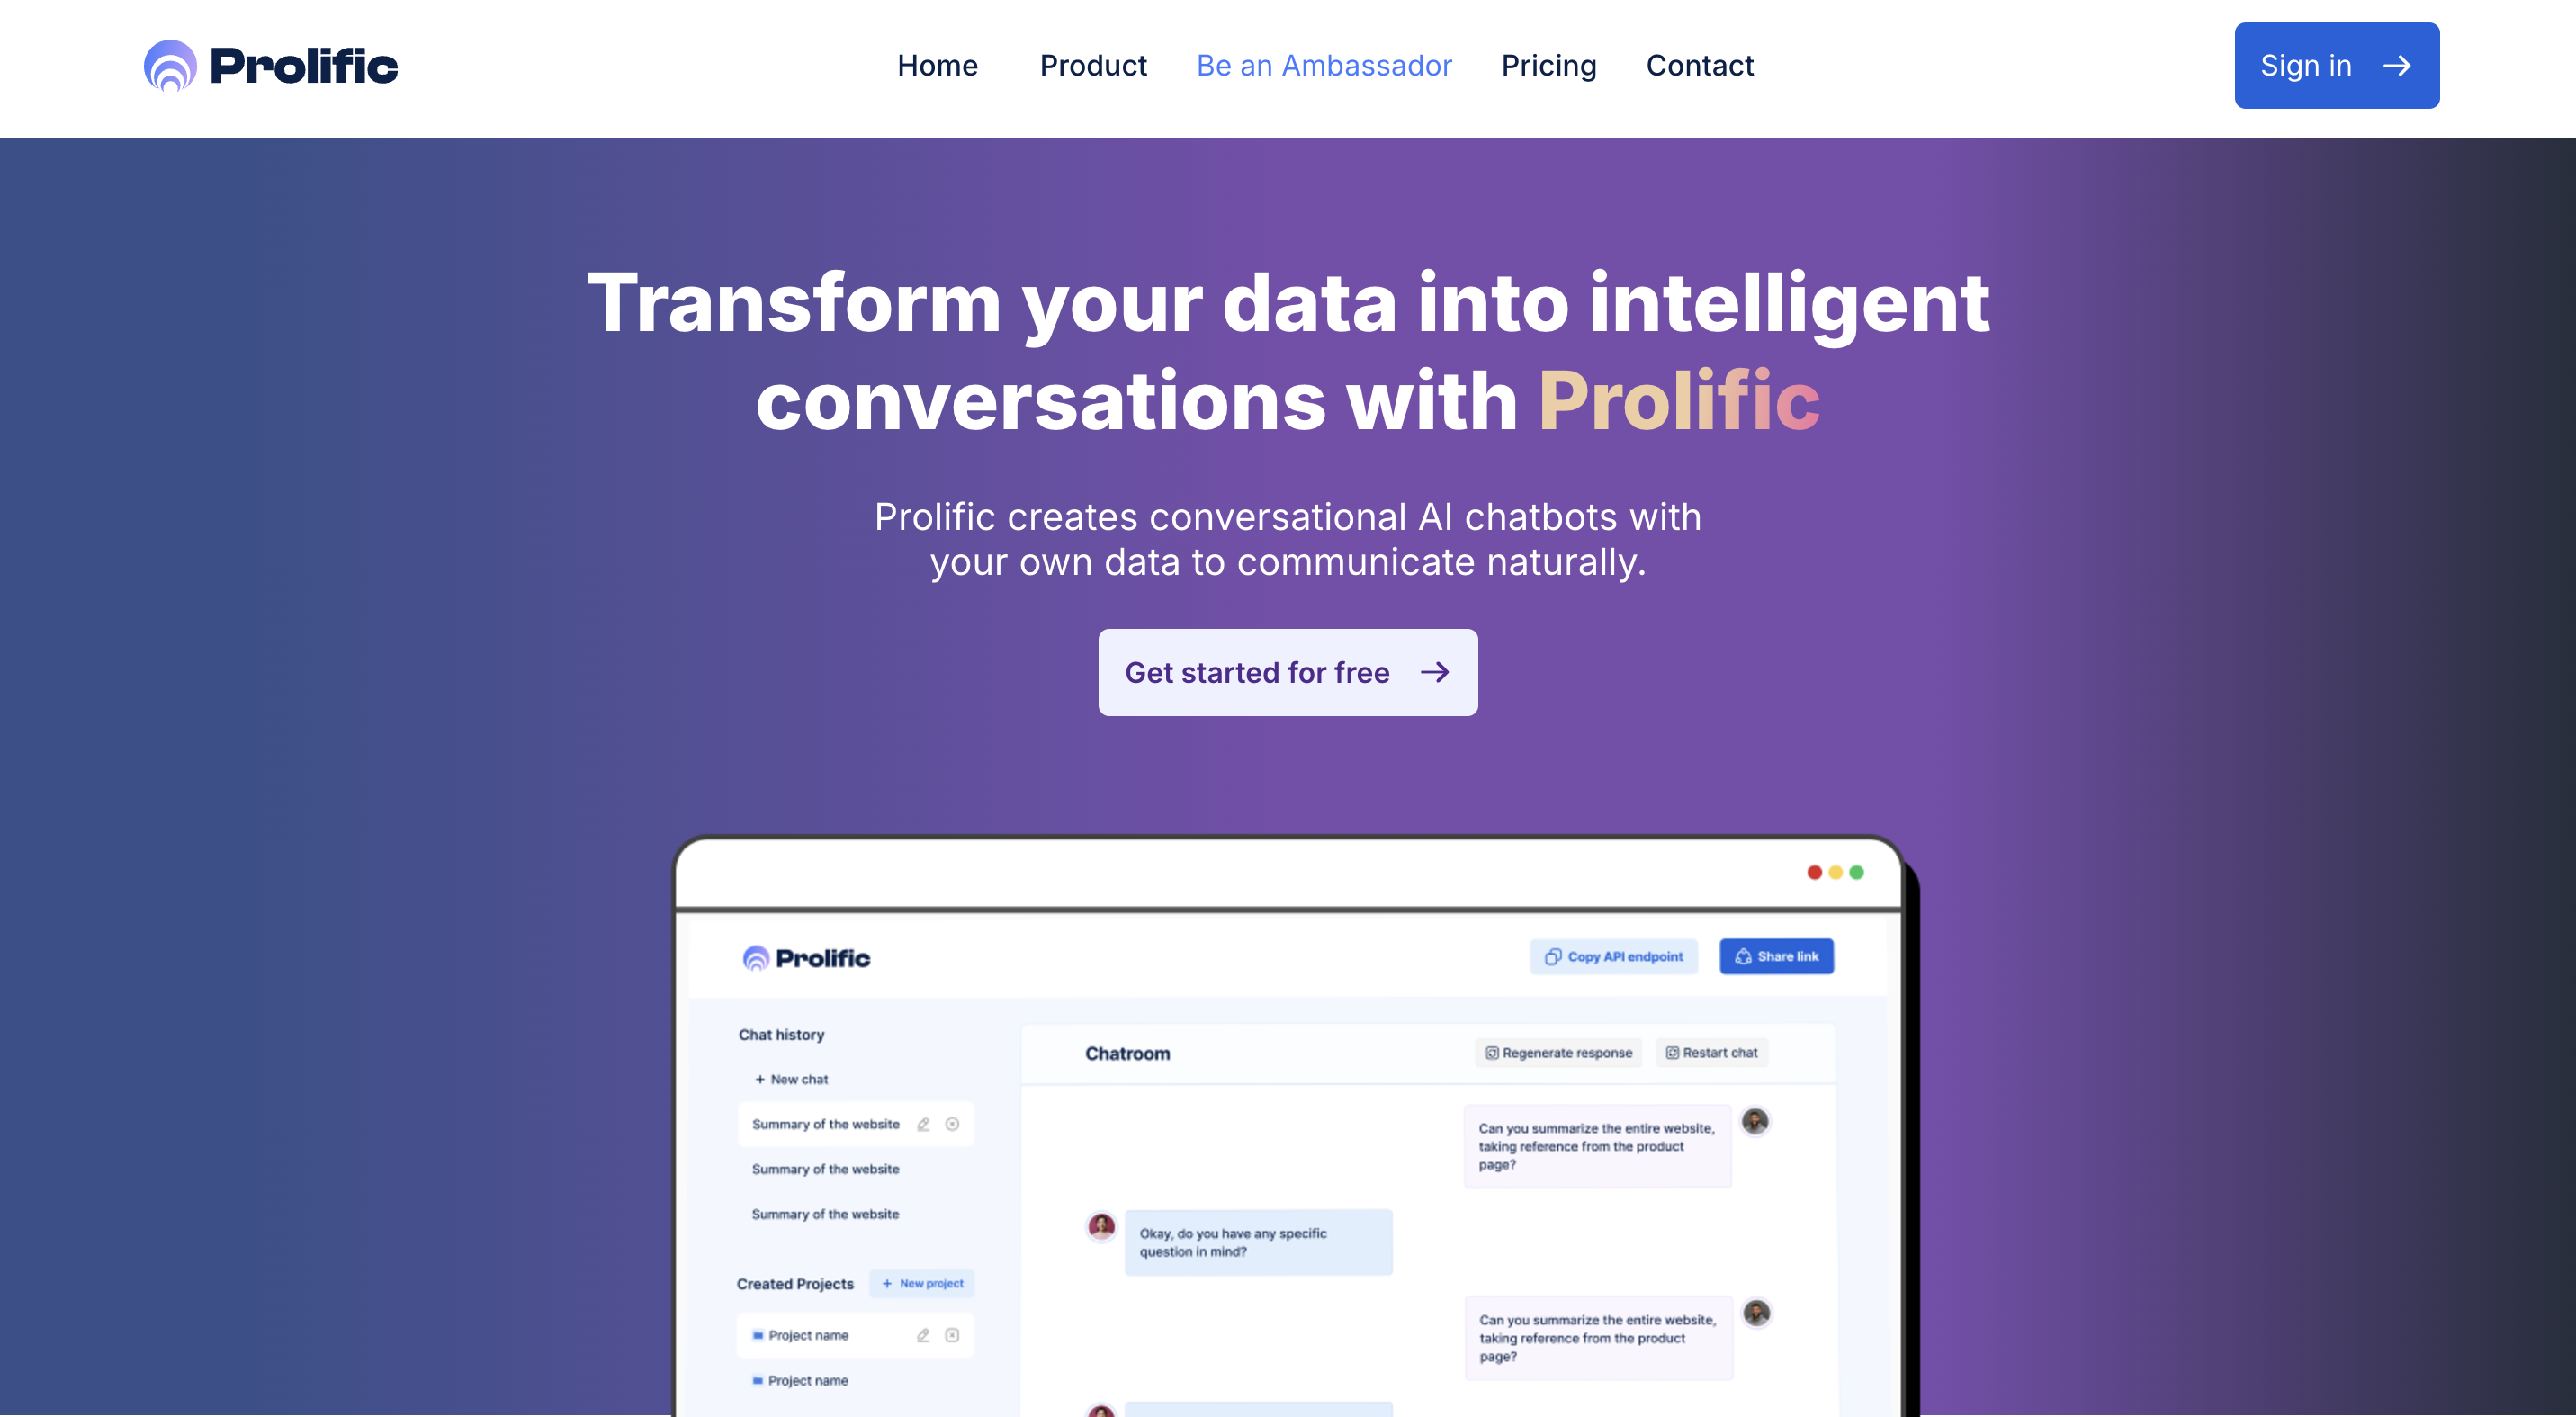 Prolific
Home Product Be an Ambassador Pricing Contact
Sign in
Transform your data into intelligent
conversations with Prolific
Prolific creates conversational AI chatbots with
your own data to communicate naturally.
Get started for free
Prolific
Copy API endpoint
Share link
Chat history
+ New chat
Summary of the website
Summary of the website
Summary of the website
Created Projects
+ New project
Project name
Project name
Chatroom
Regenerate response
Restart chat
Can you summarize the entire website,
taking reference from the product
page?
Okay, do you have any specific
question in mind?
Can you summarize the entire website,
taking reference from the product
page?